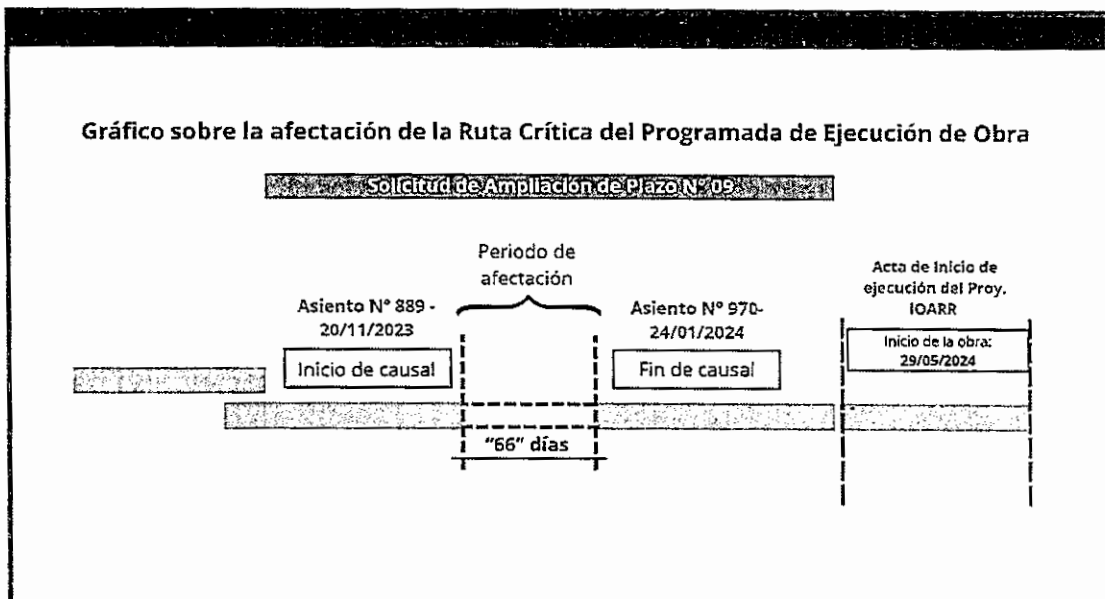 Gráfico sobre la afectación de la Ruta Crítica del Programada de Ejecución de Obra
Solicitud de Ampliación de Plazo N° 09
Periodo de
afectación
Asiento N° 889 -
20/11/2023
Inicio de causal
Asiento N° 970-
24/01/2024
Fin de causal
Acta de Inicio de
ejecución del Proy.
IOARR
Inicio de la obra:
29/05/2024
"66" días